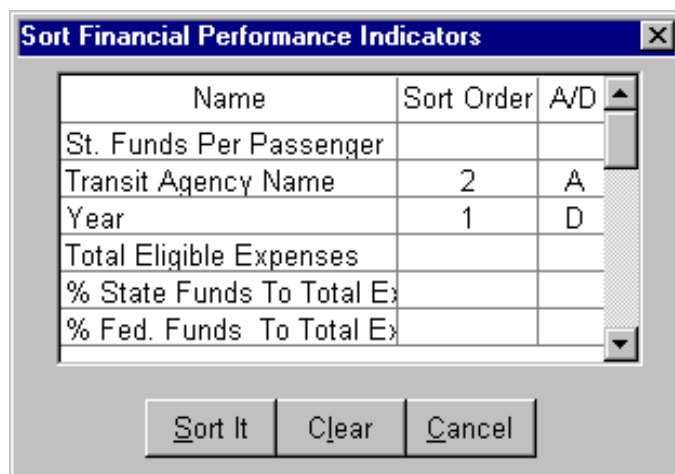 Sort Financial Performance Indicators
Name Sort Order A/D
St. Funds Per Passenger
Transit Agency Name 2 A
Year 1 D
Total Eligible Expenses
% State Funds To Total Ex
% Fed. Funds To Total Ex
Sort It Clear Cancel